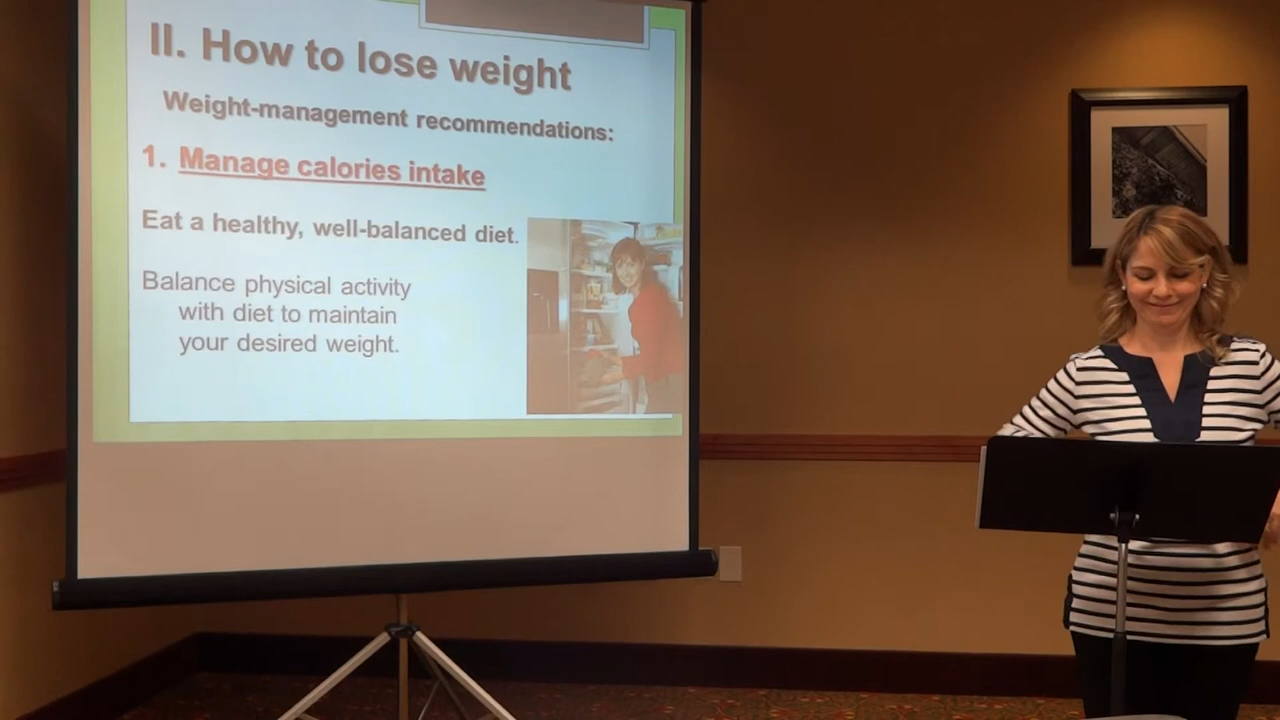 II. How to lose weight
Weight-management recommendations:
1. Manage calories intake
Eat a healthy, well-balanced diet.
Balance physical activity
with diet to maintain
your desired weight.